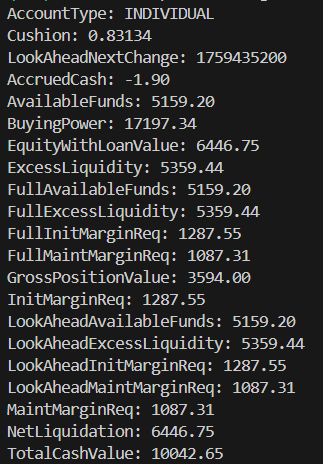 AccountType: INDIVIDUAL
Cushion: 0.83134
LookAheadNextChange: 1759435200
AccruedCash: -1.90
AvailableFunds: 5159.20
BuyingPower: 17197.34
EquityWithLoanValue: 6446.75
ExcessLiquidity: 5359.44
FullAvailableFunds: 5159.20
FullExcessLiquidity: 5359.44
FullInitMarginReq: 1287.55
FullMaintMarginReq: 1087.31
GrossPositionValue: 3594.00
InitMarginReq: 1287.55
LookAheadAvailableFunds: 5159.20
LookAheadExcessLiquidity: 5359.44
LookAheadInitMarginReq: 1287.55
LookAheadMaintMarginReq: 1087.31
MaintMarginReq: 1087.31
NetLiquidation: 6446.75
TotalCashValue: 10042.65